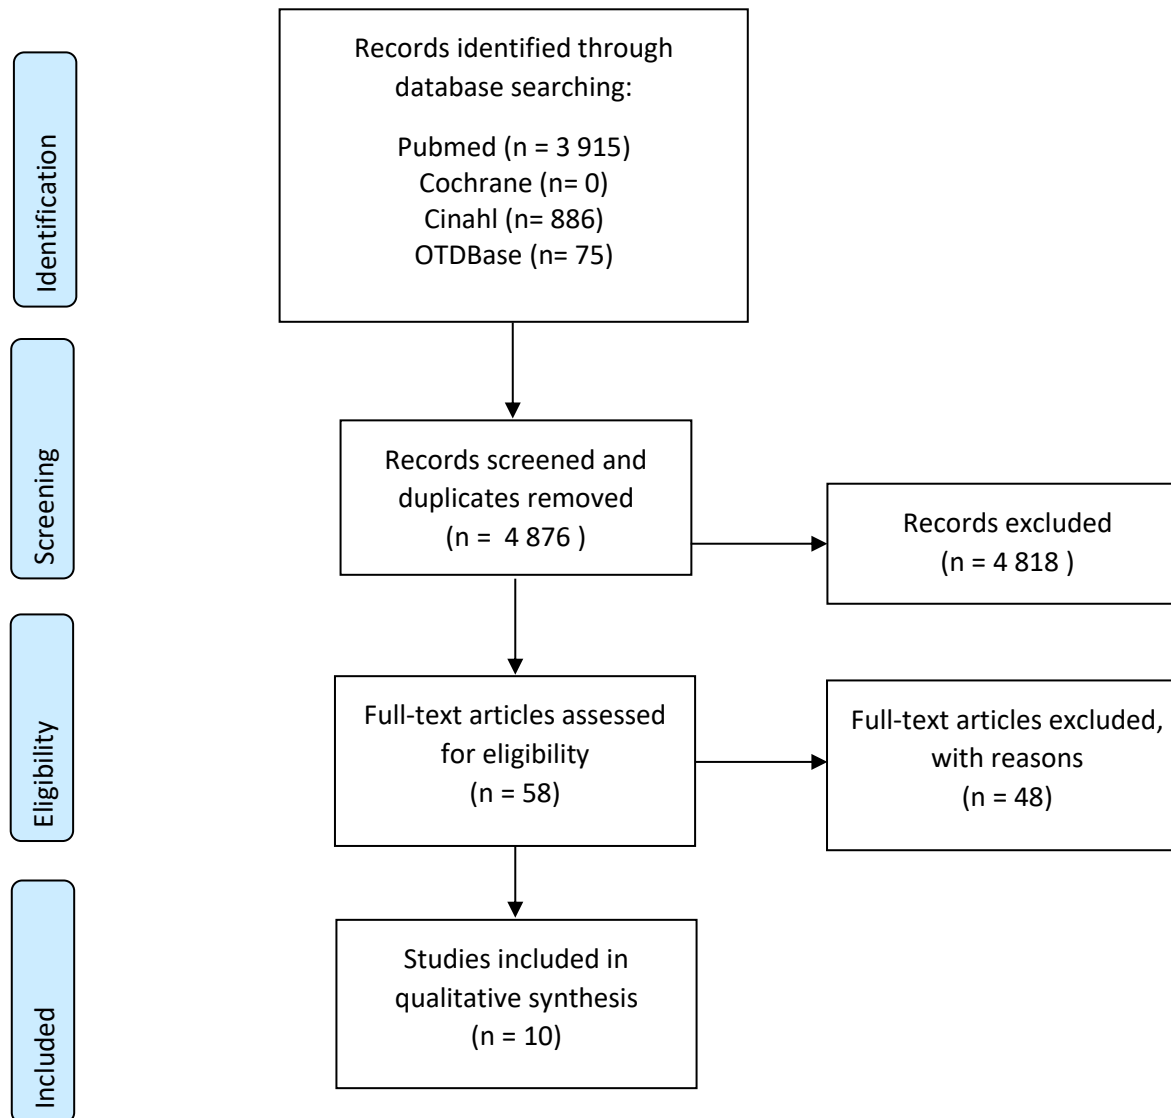 Identification
Records identified through
database searching:
Pubmed (n = 3 915)
Cochrane (n= 0)
Cinahl (n= 886)
OTDBase (n= 75)
Screening
Records screened and
duplicates removed
(n =  4 876 )
Records excluded
(n = 4 818 )
Eligibility
Full-text articles assessed
for eligibility
(n = 58)
Full-text articles excluded,
with reasons
(n = 48)
Included
Studies included in
qualitative synthesis
(n = 10)